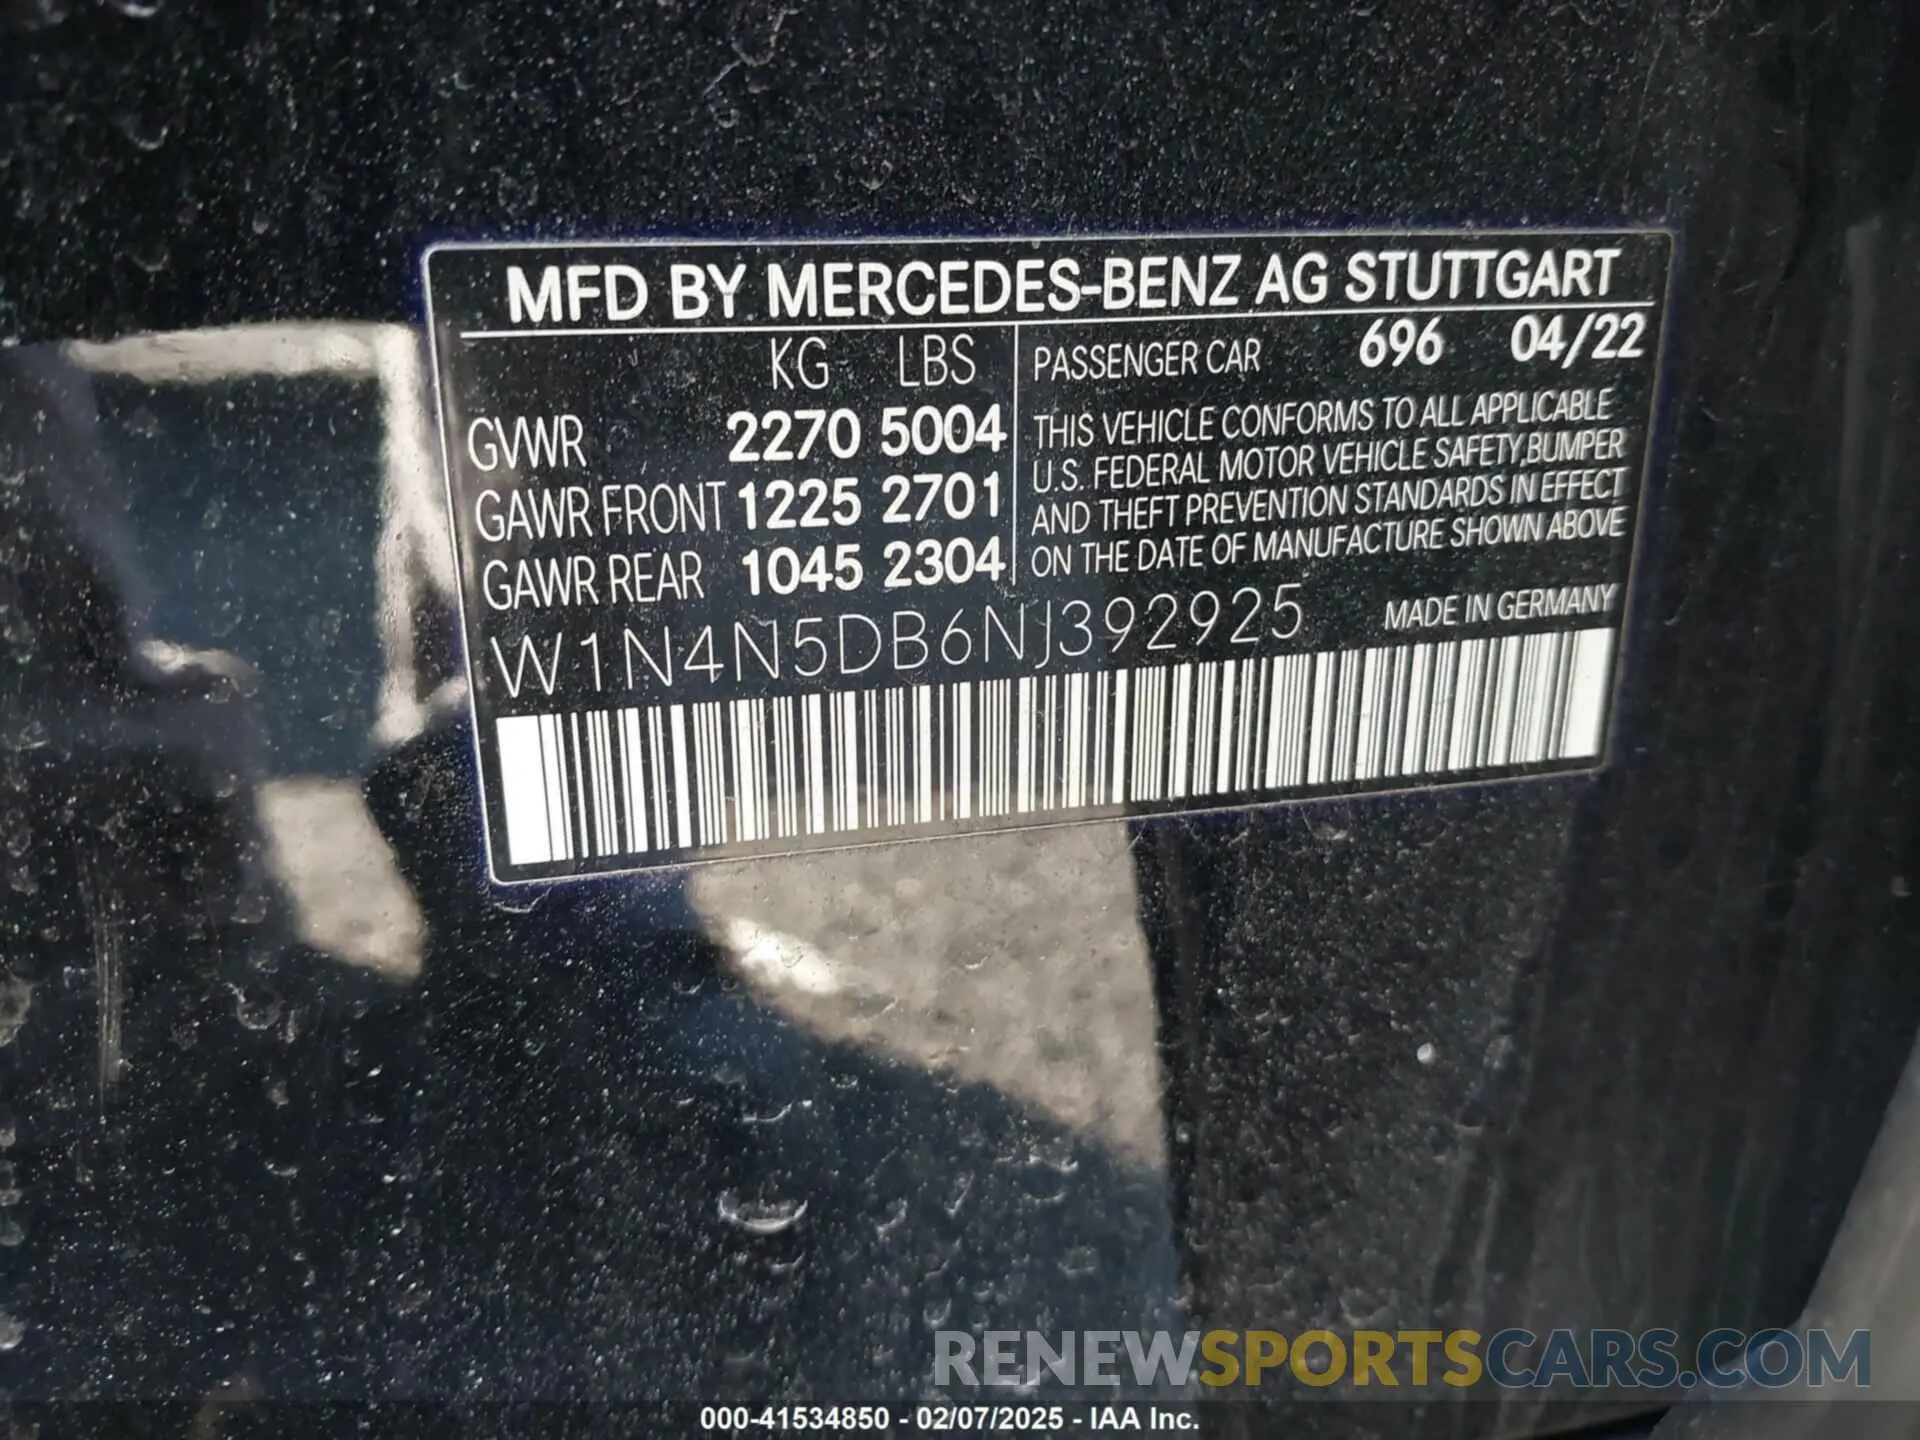 MFD BY MERCEDES-BENZ AG STUTTGART
KG LBS
GVWR 2270 5004
GAWR FRONT 1225 2701
GAWR REAR 1045 2304
PASSENGER CAR 696 04/22
THIS VEHICLE CONFORMS TO ALL APPLICABLE
U.S. FEDERAL MOTOR VEHICLE SAFETY,BUMPER
AND THEFT PREVENTION STANDARDS IN EFFECT
ON THE DATE OF MANUFACTURE SHOWN ABOVE
W1N4N5DB6NJ392925 MADE IN GERMANY
RENEWSPORTSCARS.COM
000-41534850 - 02/07/2025 - IAA Inc.